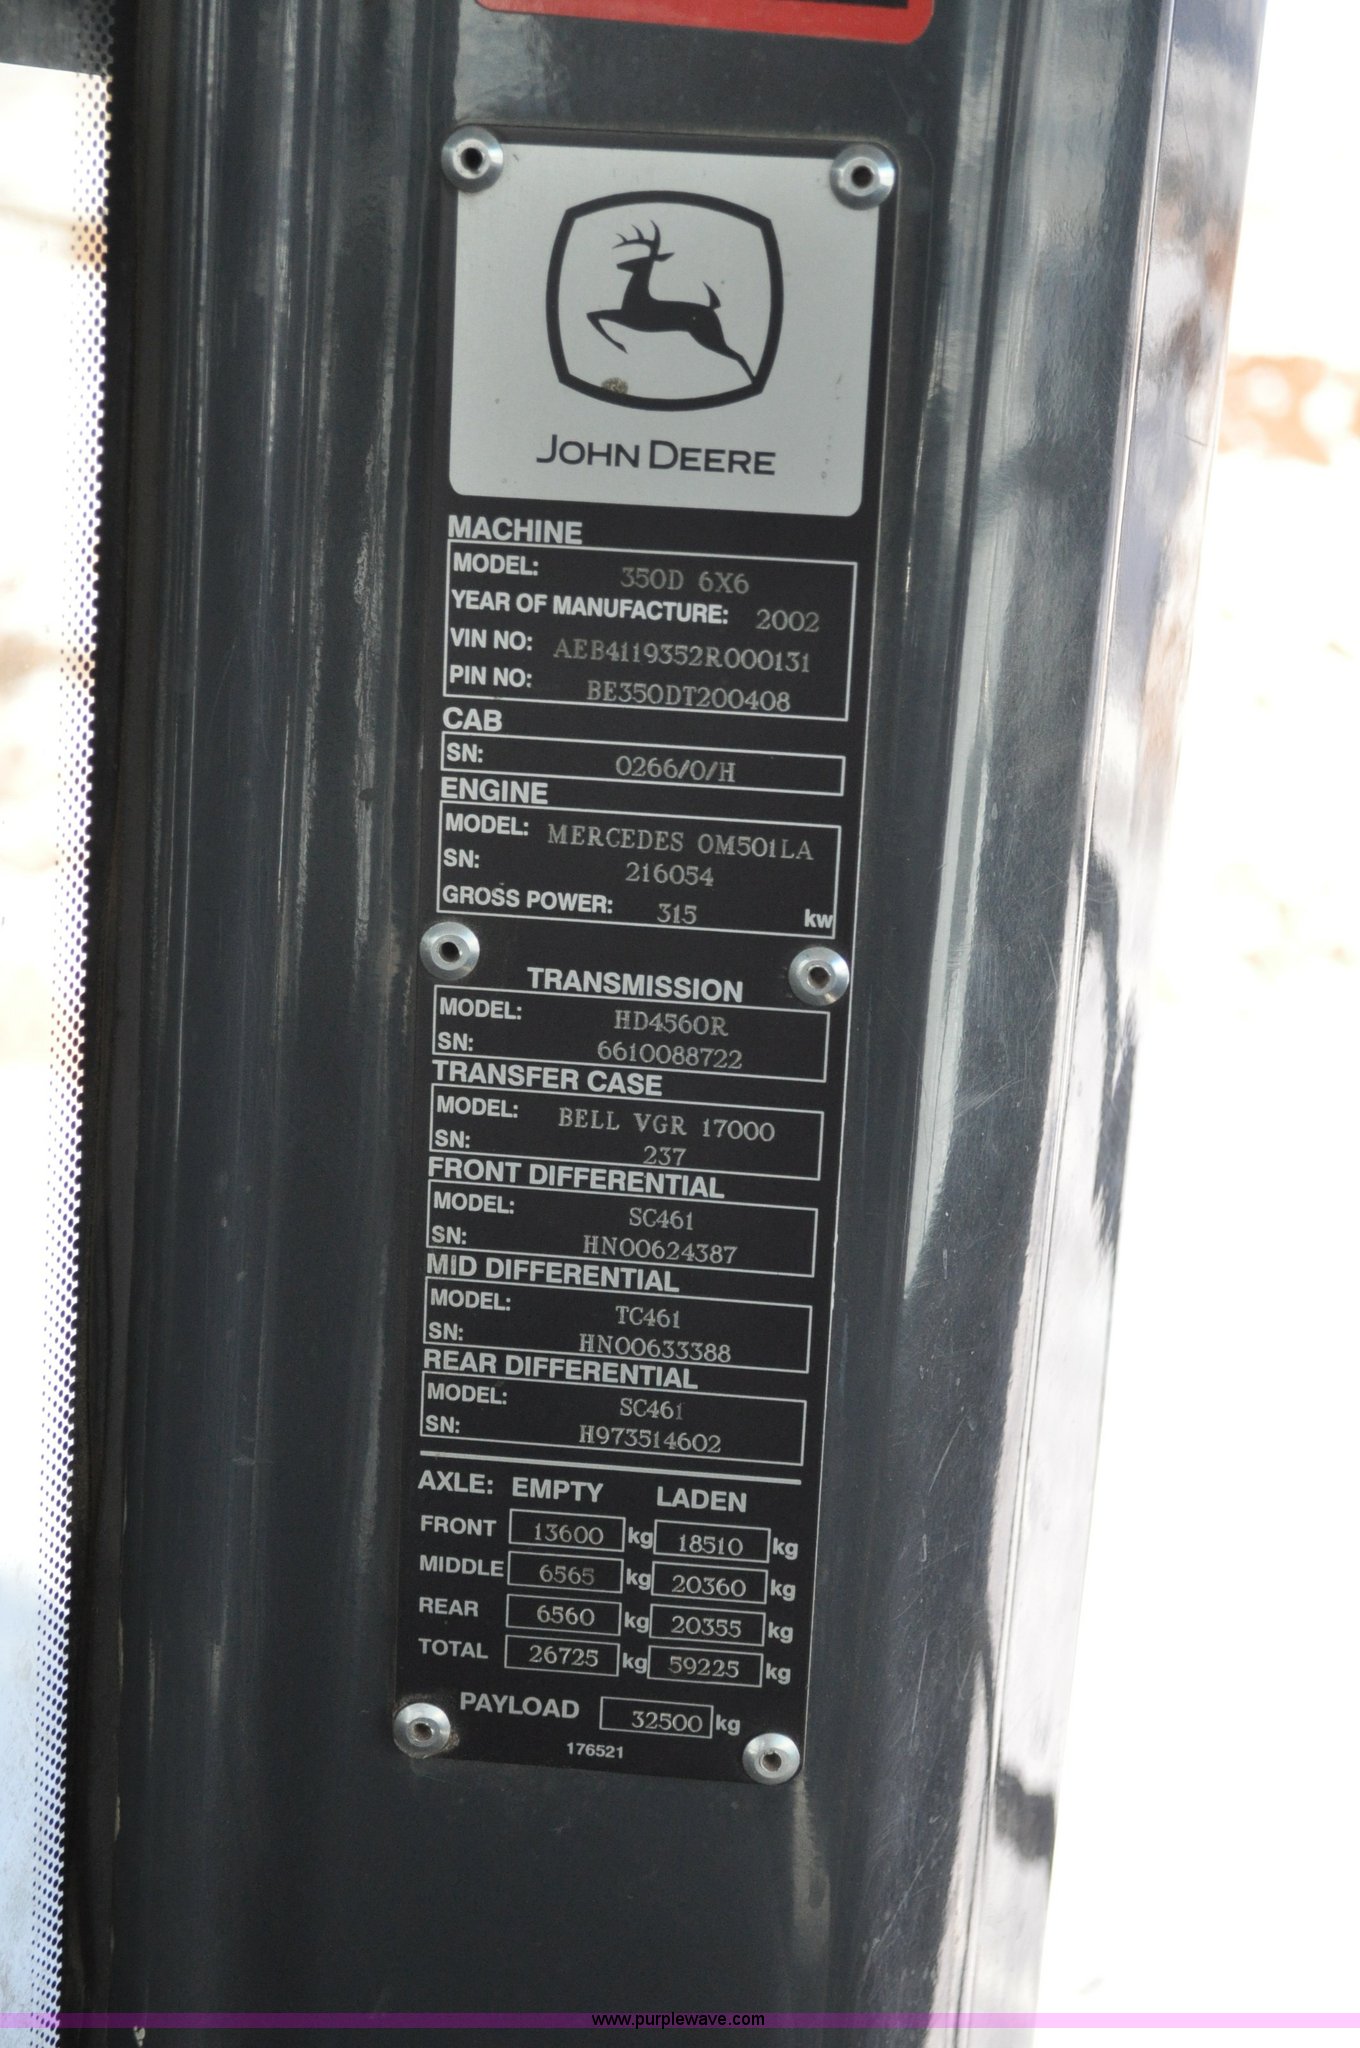 JOHN DEERE
MACHINE
MODEL: 350D 6X6
YEAR OF MANUFACTURE: 2002
VIN NO: AEB4119352R000131
PIN NO: BE350DT200408
CAB
SN: 0266/0/H
ENGINE
MODEL: MERCEDES OM501LA
SN: 216054
GROSS POWER: 315 kw
TRANSMISSION
MODEL: HD4560R
SN: 6610088722
TRANSFER CASE
MODEL: BELL VGR 17000
SN: 237
FRONT DIFFERENTIAL
MODEL: SC461
SN: HN00624387
MID DIFFERENTIAL
MODEL: TC461
SN: HN00633388
REAR DIFFERENTIAL
MODEL: SC461
SN: H973514602
AXLE: EMPTY LADEN
FRONT 13600 kg 18510 kg
MIDDLE 6565 kg 20360 kg
REAR 6560 kg 20355 kg
TOTAL 26725 kg 59225 kg
PAYLOAD 32500 kg
176521
www.purplewave.com